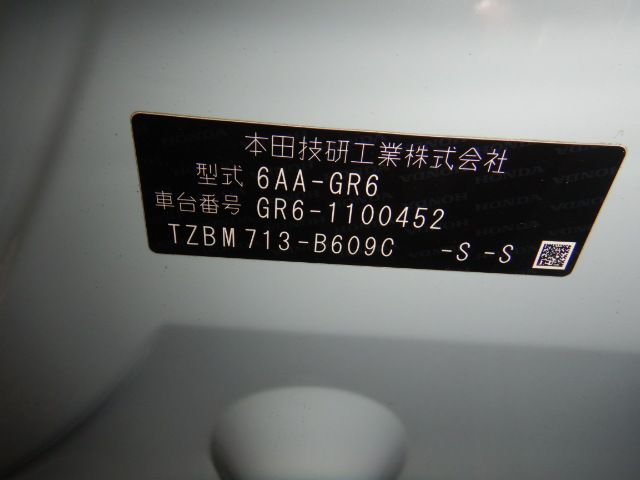 本田技研工業株式会社
型式 6AA-GR6
車台番号 GR6-1100452
TZBM713-B609C -S -S